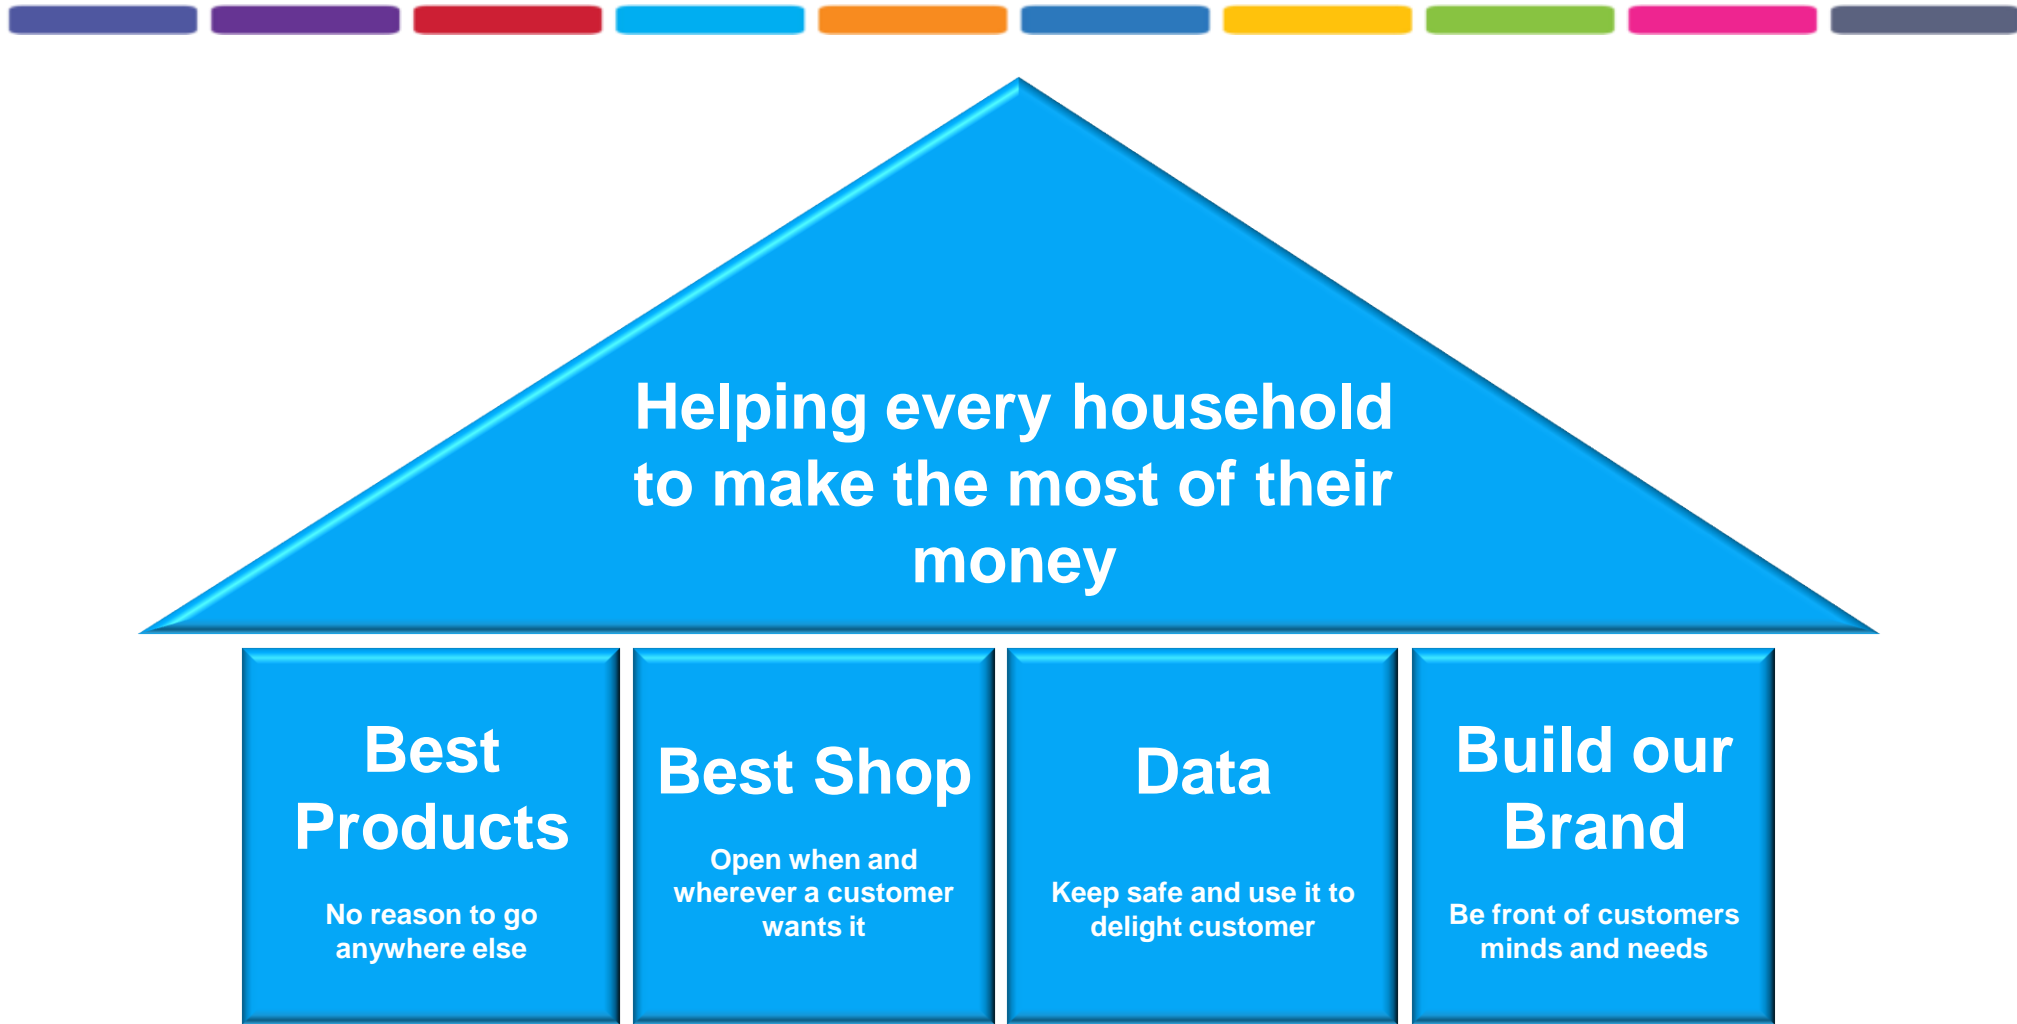 Helping every household
to make the most of their
money
Best
Products
No reason to go
anywhere else
Best Shop
Open when and
wherever a customer
wants it
Data
Keep safe and use it to
delight customer
Build our
Brand
Be front of customers
minds and needs